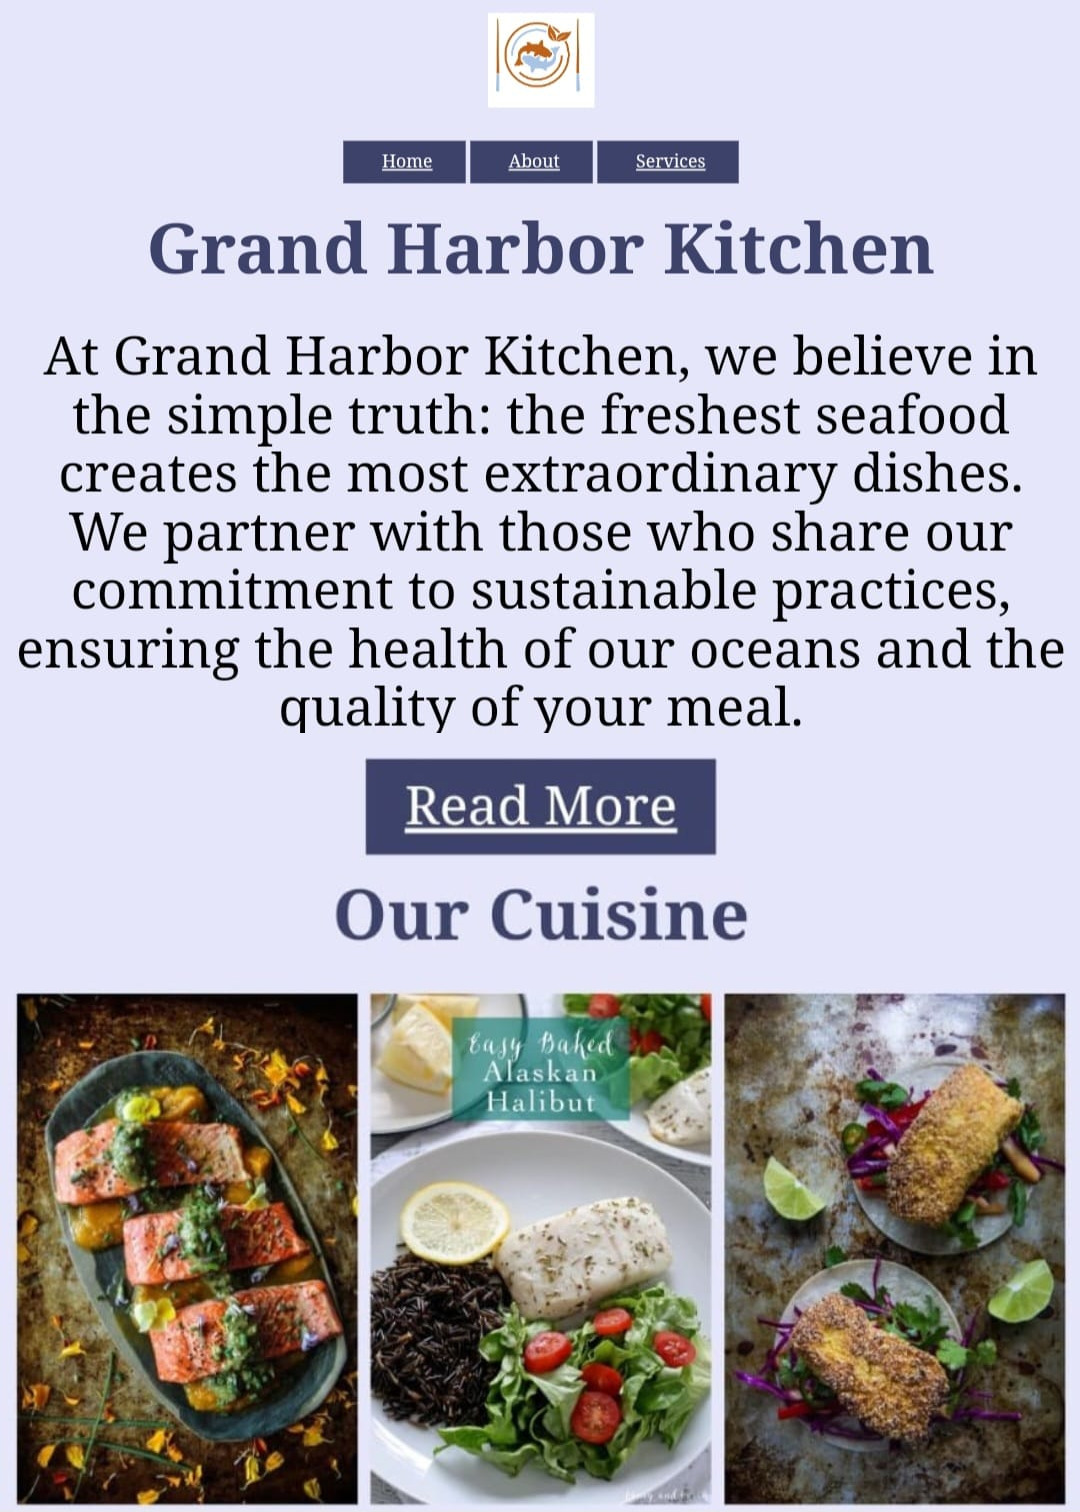 Home About Services
Grand Harbor Kitchen
At Grand Harbor Kitchen, we believe in
the simple truth: the freshest seafood
creates the most extraordinary dishes.
We partner with those who share our
commitment to sustainable practices,
ensuring the health of our oceans and the
quality of your meal.
Read More
Our Cuisine
Easy Baked
Alaskan
Halibut